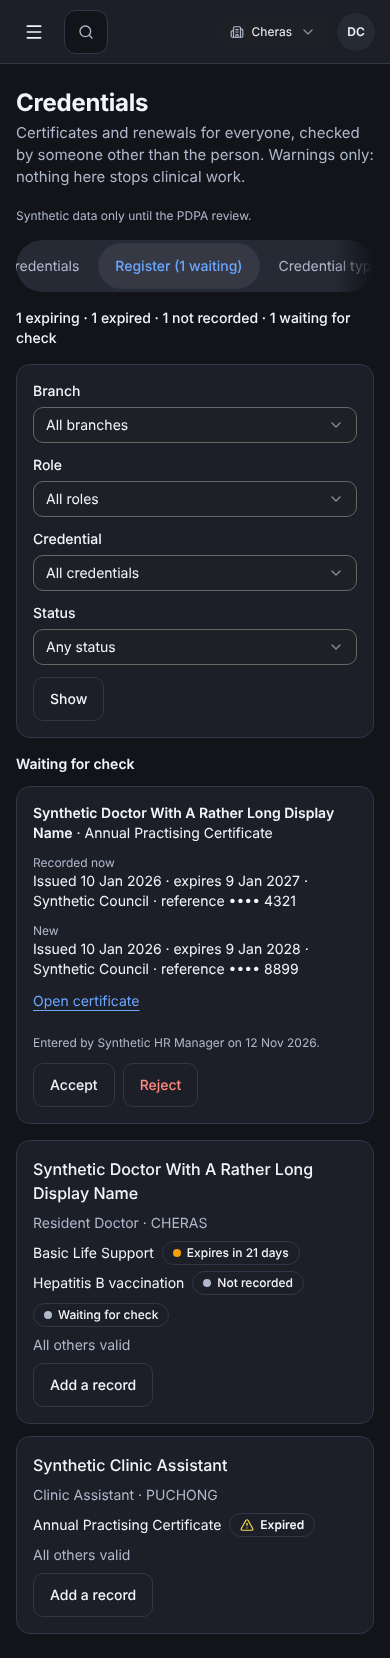 Cheras
DC
Credentials
Certificates and renewals for everyone, checked
by someone other than the person. Warnings only:
nothing here stops clinical work.
Synthetic data only until the PDPA review.
redentials
Register (1 waiting)
Credential typ
1 expiring · 1 expired · 1 not recorded · 1 waiting for
check
Branch
All branches
Role
All roles
Credential
All credentials
Status
Any status
Show
Waiting for check
Synthetic Doctor With A Rather Long Display
Name · Annual Practising Certificate
Recorded now
Issued 10 Jan 2026 · expires 9 Jan 2027 ·
Synthetic Council · reference •••• 4321
New
Issued 10 Jan 2026 · expires 9 Jan 2028 ·
Synthetic Council · reference •••• 8899
Open certificate
Entered by Synthetic HR Manager on 12 Nov 2026.
Accept
Reject
Synthetic Doctor With A Rather Long
Display Name
Resident Doctor · CHERAS
Basic Life Support
Expires in 21 days
Hepatitis B vaccination
Not recorded
Waiting for check
All others valid
Add a record
Synthetic Clinic Assistant
Clinic Assistant · PUCHONG
Annual Practising Certificate
Expired
All others valid
Add a record